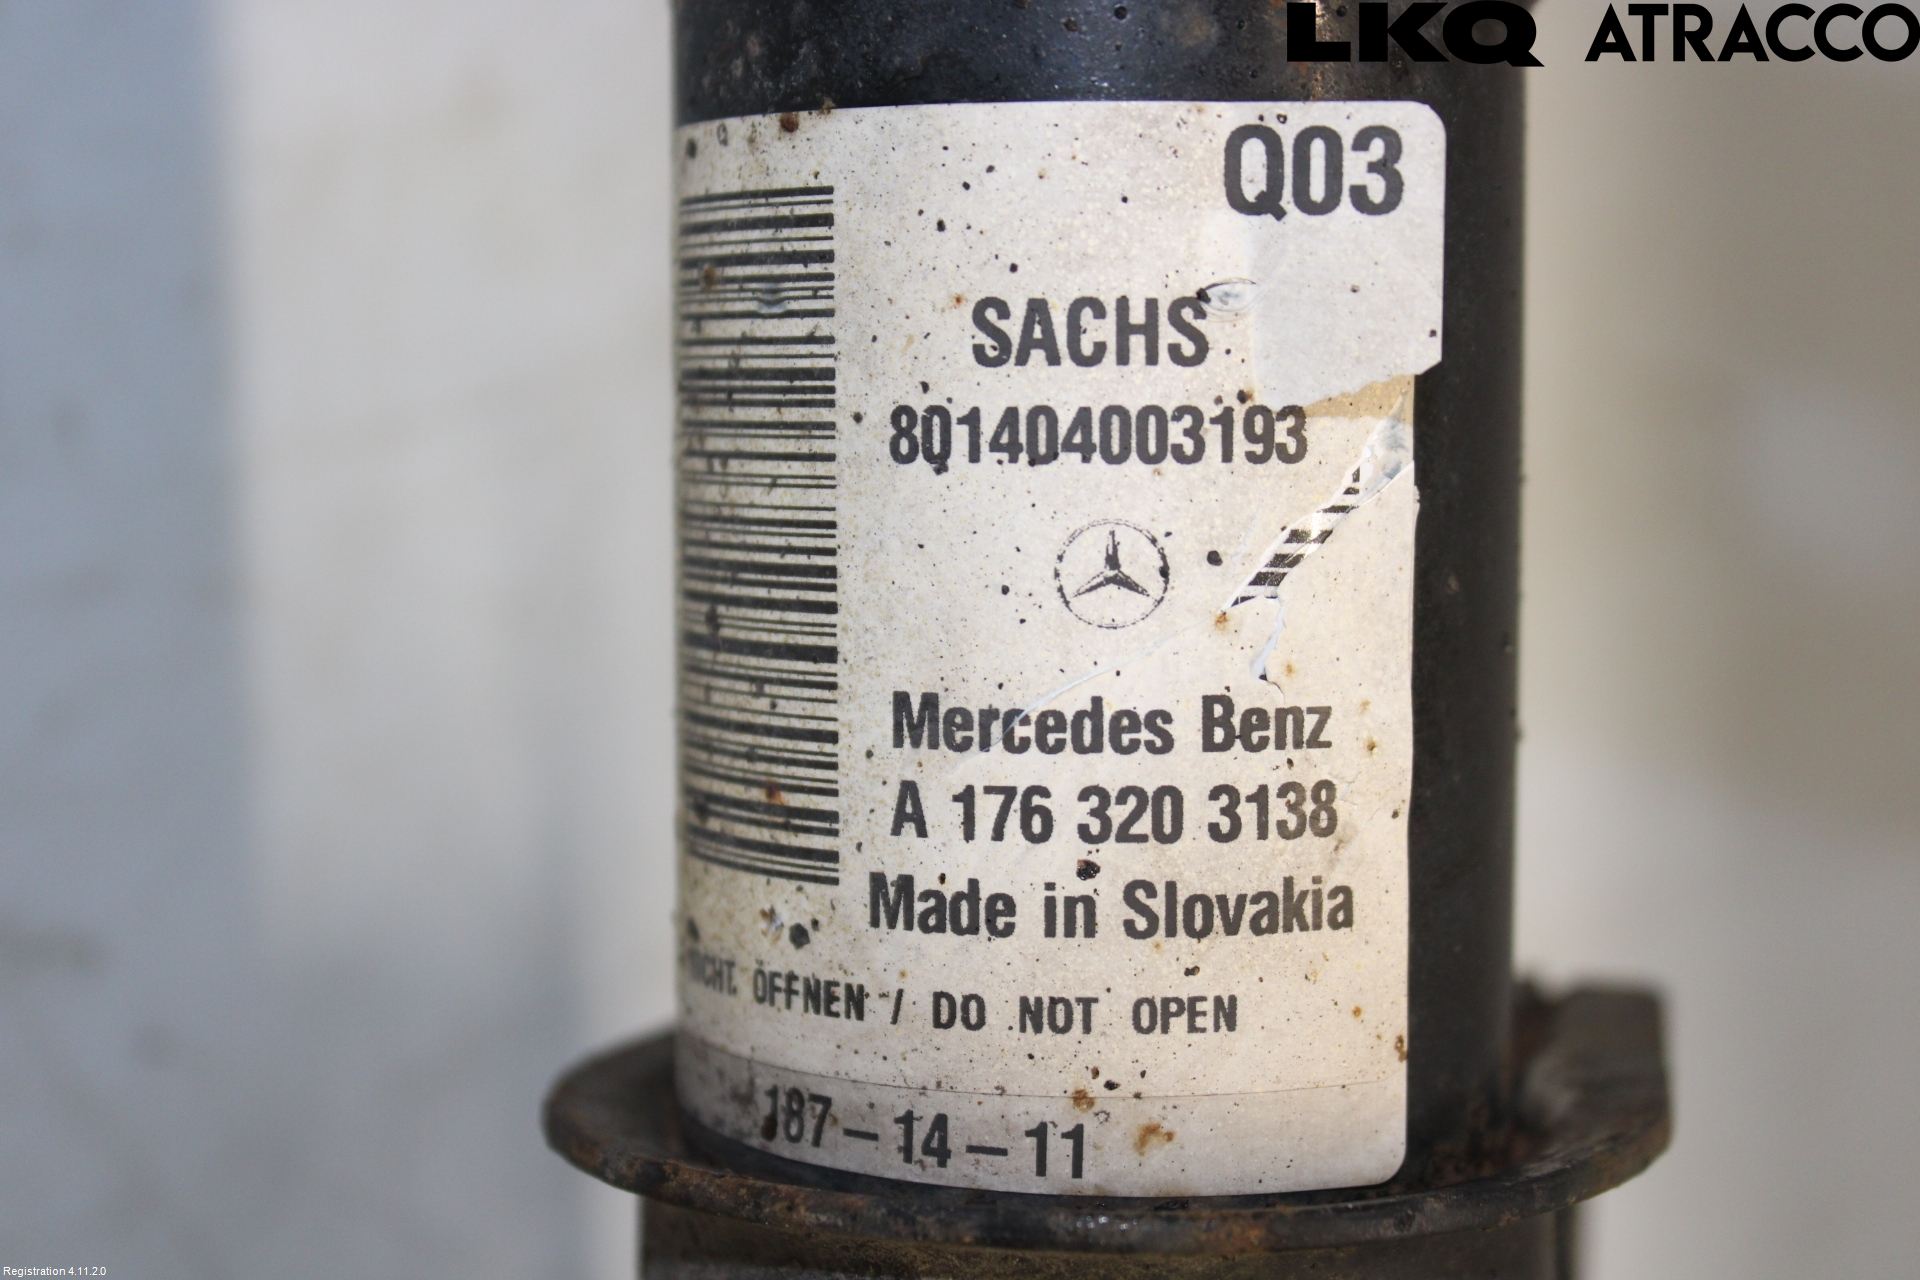 LKQ ATRACCO
Q03
SACHS
801404003193
Mercedes Benz
A 176 320 3138
Made in Slovakia
NICHT ÖFFNEN / DO NOT OPEN
187-14-11
Registration 4.11.2.0